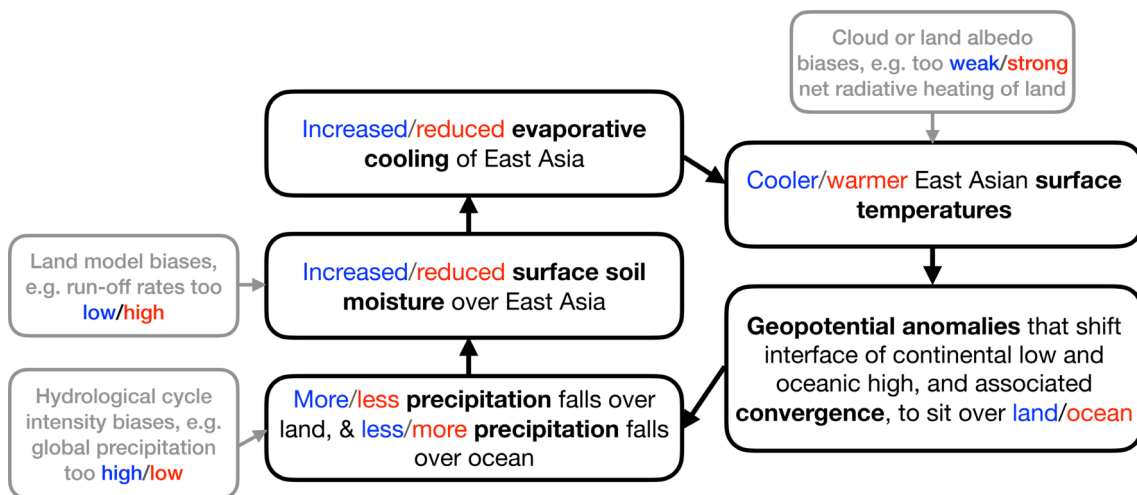 Cloud or land albedo
biases, e.g. too weak/strong
net radiative heating of land
Increased/reduced evaporative
cooling of East Asia
Cooler/warmer East Asian surface
temperatures
Land model biases,
e.g. run-off rates too
low/high
Increased/reduced surface soil
moisture over East Asia
Geopotential anomalies that shift
interface of continental low and
oceanic high, and associated
convergence, to sit over land/ocean
Hydrological cycle
intensity biases, e.g.
global precipitation
too high/low
More/less precipitation falls over
land, & less/more precipitation falls
over ocean